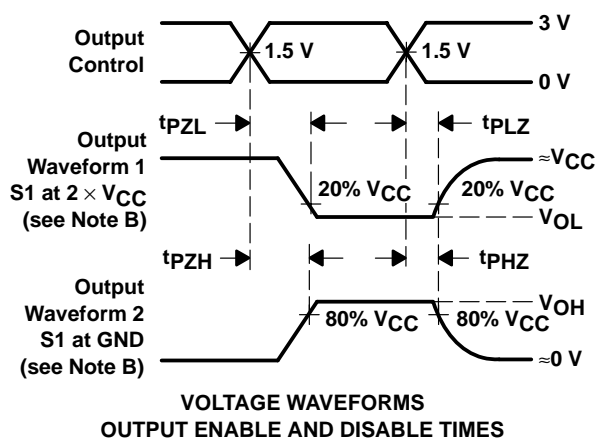 Output
Control
1.5 V
1.5 V
3 V
0 V
tPZL
tPLZ
Output
Waveform 1
S1 at 2 × VCC
(see Note B)
20% VCC
20% VCC
≈VCC
VOL
tPZH
tPHZ
Output
Waveform 2
S1 at GND
(see Note B)
80% VCC
80% VCC
VOH
≈0 V
VOLTAGE WAVEFORMS
OUTPUT ENABLE AND DISABLE TIMES